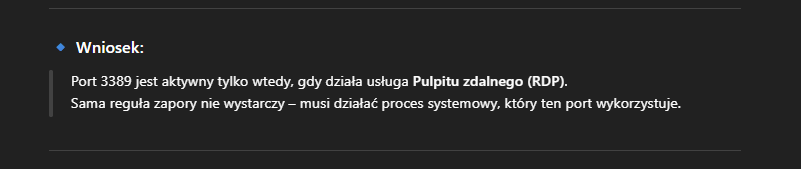 Wniosek:
Port 3389 jest aktywny tylko wtedy, gdy działa usługa Pulpitu zdalnego (RDP).
Sama reguła zapory nie wystarczy – musi działać proces systemowy, który ten port wykorzystuje.